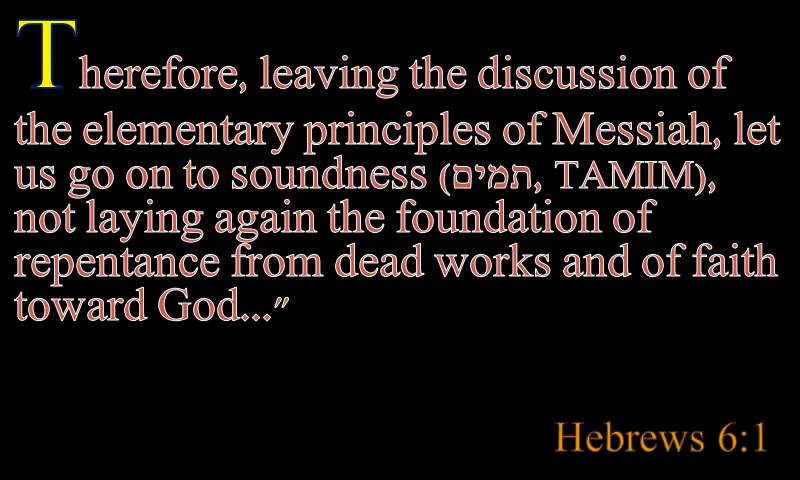 Therefore, leaving the discussion of
the elementary principles of Messiah, let
us go on to soundness (תמים, TAMIM),
not laying again the foundation of
repentance from dead works and of faith
toward God...”
Hebrews 6:1